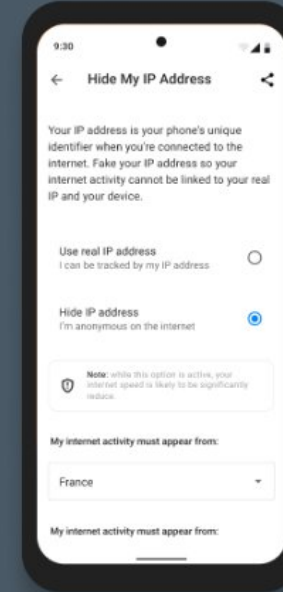 9:30
Hide My IP Address
Your IP address is your phone's unique
identifier when you're connected to the
internet. Fake your IP address so your
internet activity cannot be linked to your real
IP and your device.
Use real IP address
I can be tracked by my IP address
Hide IP address
I'm anonymous on the internet
Note: while this option is active, your
internet speed is likely to be significantly
reduce.
My internet activity must appear from:
France
My internet activity must appear from: